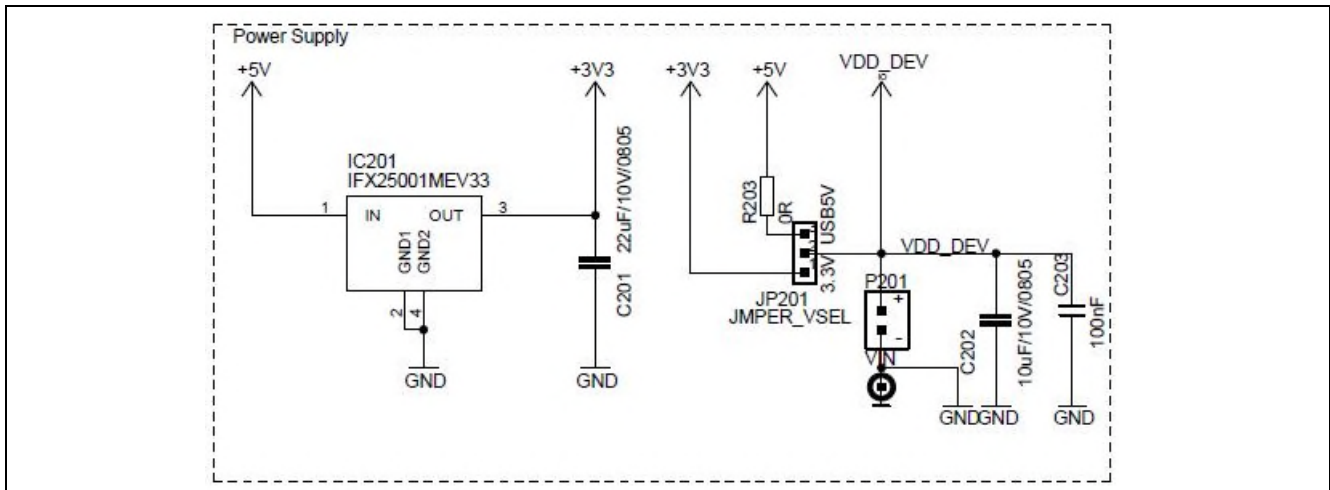 Power Supply
+5V
+3V3
+3V3
+5V
VDD_DEV
IC201
IFX25001MEV33
1
IN
OUT
3
GND1
GND2
2
4
GND
C201
22uF/10V/0805
GND
R203
0R
USB5V
3.3V
JP201
JMPER_VSEL
VDD_DEV
P201
+
-
VIN
GND
C202
10uF/10V/0805
GND
C203
100nF
GND